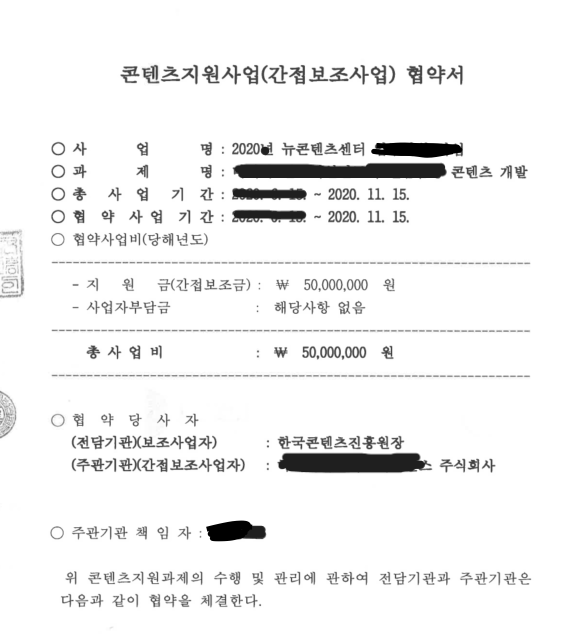 콘텐츠지원사업(간접보조사업) 협약서
○ 사 업 명 : 2020년 뉴콘텐츠센터
○ 과 제 명 : 콘텐츠 개발
○ 총 사 업 기 간 : ~ 2020. 11. 15.
○ 협 약 사 업 기 간 : ~ 2020. 11. 15.
○ 협약사업비(당해년도)
- 지 원 금(간접보조금) : ₩ 50,000,000 원
- 사업자부담금 : 해당사항 없음
총 사 업 비 : ₩ 50,000,000 원
○ 협 약 당 사 자
(전담기관)(보조사업자) : 한국콘텐츠진흥원장
(주관기관)(간접보조사업자) : 주식회사
○ 주관기관 책 임 자 :
위 콘텐츠지원과제의 수행 및 관리에 관하여 전담기관과 주관기관은
다음과 같이 협약을 체결한다.